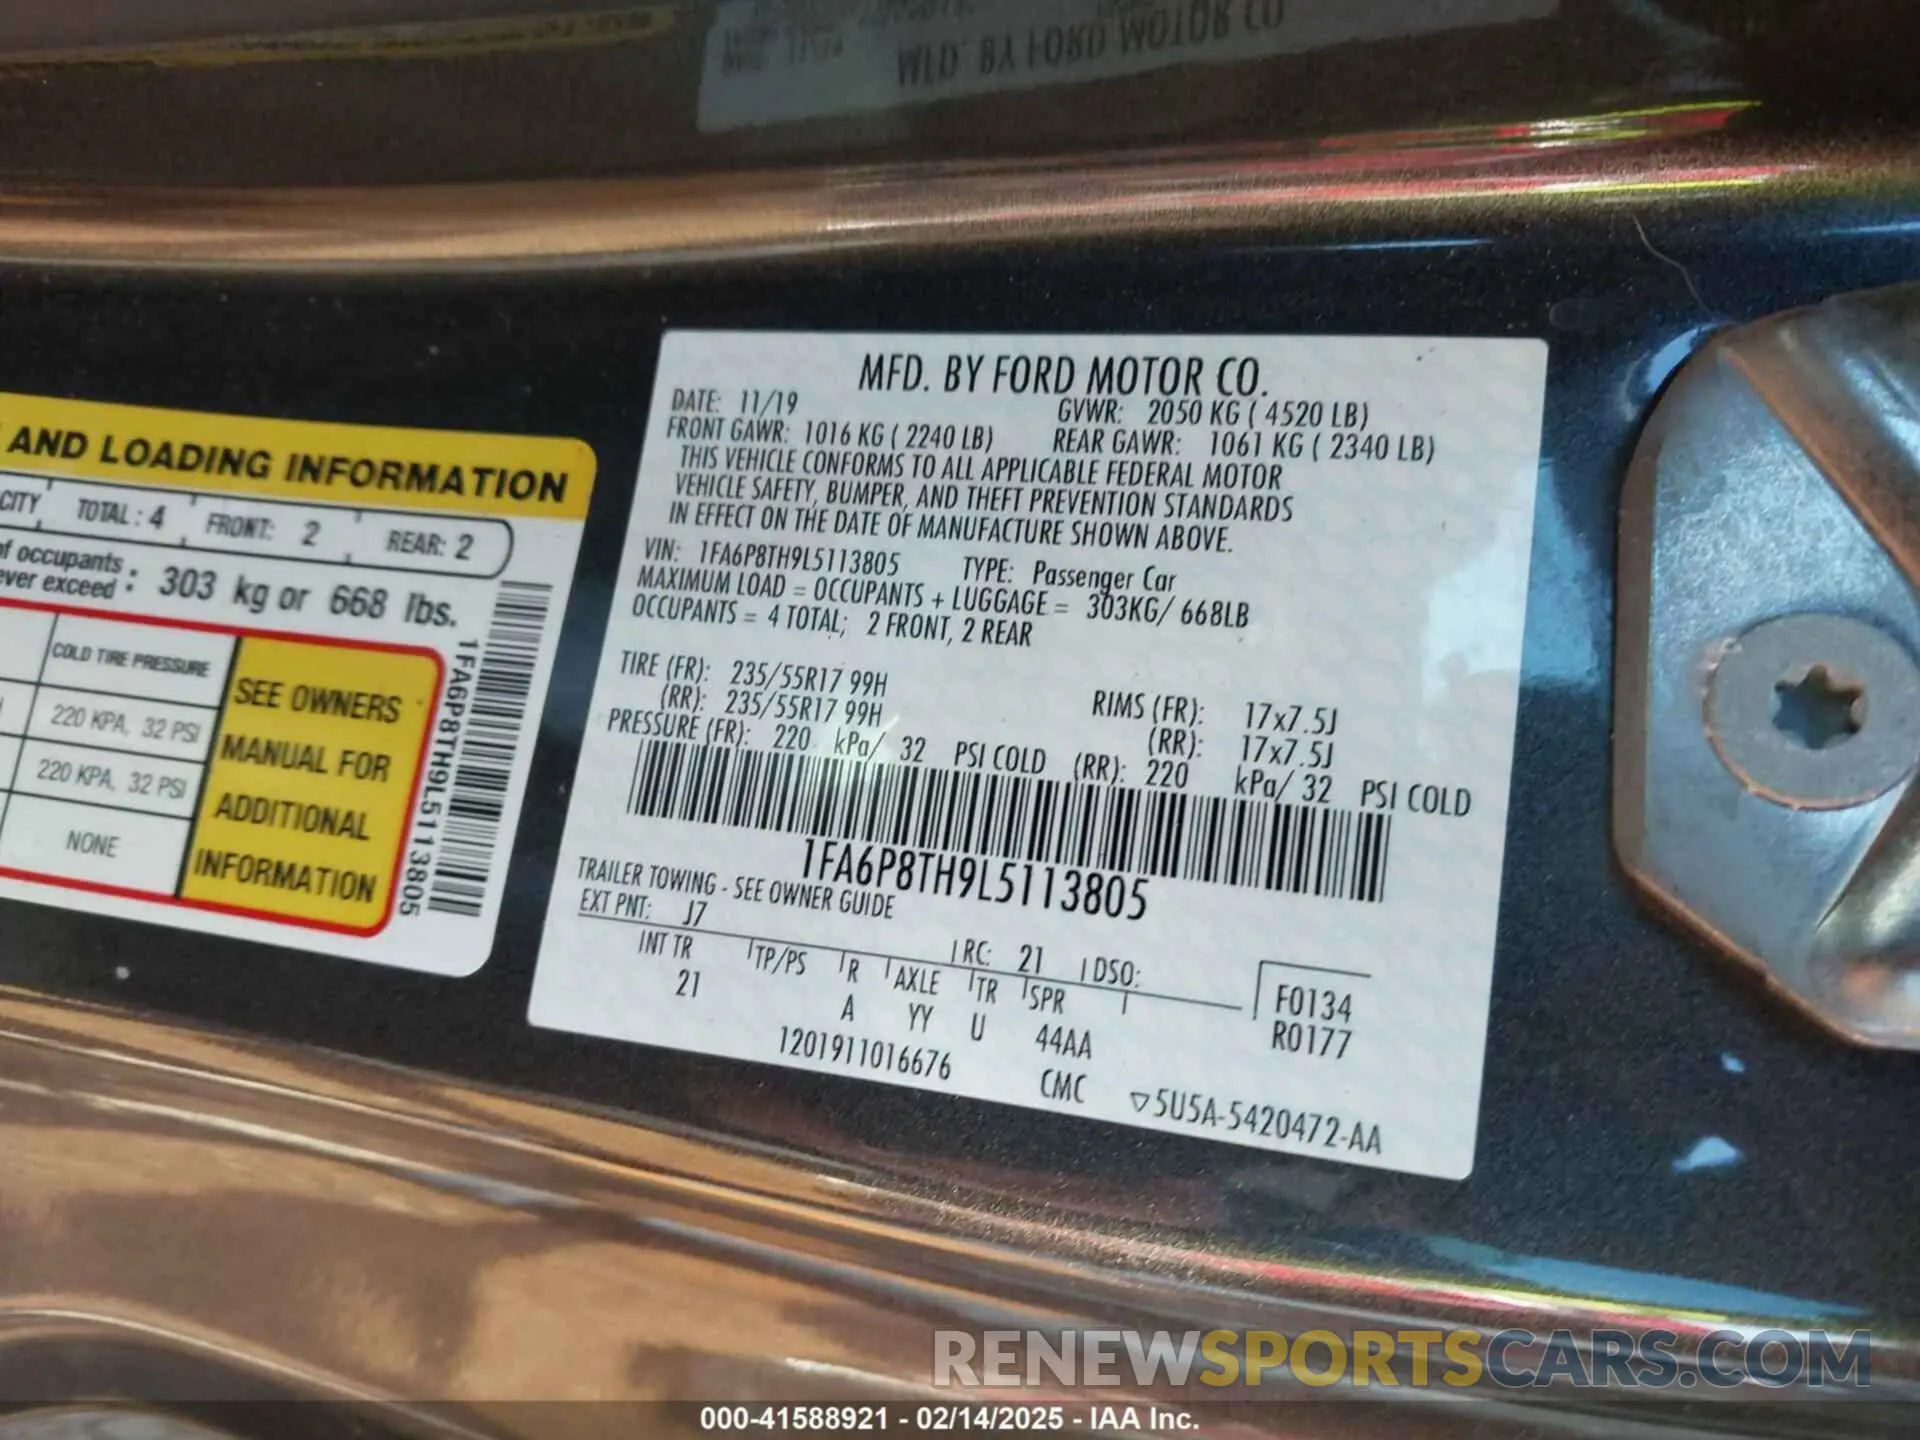 MFD. BY FORD MOTOR CO
AND LOADING INFORMATION
CITY TOTAL : 4 FRONT: 2 REAR: 2
of occupants
ever exceed : 303 kg or 668 lbs.
COLD TIRE PRESSURE
220 KPA, 32 PSI
220 KPA, 32 PSI
NONE
SEE OWNERS
MANUAL FOR
ADDITIONAL
INFORMATION
1FA6P8TH9L5113805
MFD. BY FORD MOTOR CO.
DATE: 11/19 GVWR: 2050 KG ( 4520 LB)
FRONT GAWR: 1016 KG ( 2240 LB) REAR GAWR: 1061 KG ( 2340 LB)
THIS VEHICLE CONFORMS TO ALL APPLICABLE FEDERAL MOTOR
VEHICLE SAFETY, BUMPER, AND THEFT PREVENTION STANDARDS
IN EFFECT ON THE DATE OF MANUFACTURE SHOWN ABOVE.
VIN: 1FA6P8TH9L5113805 TYPE: Passenger Car
MAXIMUM LOAD = OCCUPANTS + LUGGAGE = 303KG/ 668LB
OCCUPANTS = 4 TOTAL; 2 FRONT, 2 REAR
TIRE (FR): 235/55R17 99H RIMS (FR): 17x7.5J
(RR): 235/55R17 99H (RR): 17x7.5J
PRESSURE (FR): 220 kPa/ 32 PSI COLD (RR): 220 kPa/ 32 PSI COLD
1FA6P8TH9L5113805
TRAILER TOWING - SEE OWNER GUIDE
EXT PNT: J7 RC: 21 DSO:
INT TR TP/PS R AXLE TR SPR F0134
21 A YY U 44AA R0177
1201911016676 CMC ▽5U5A-5420472-AA
RENEWSPORTSCARS.COM
000-41588921 - 02/14/2025 - IAA Inc.